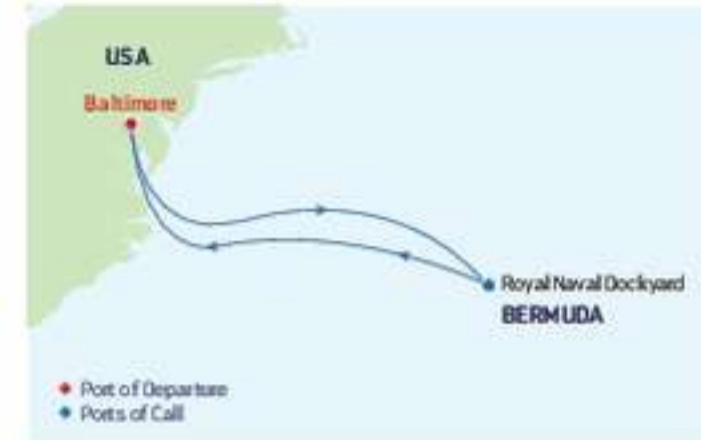 USA
Baltimore
Royal Naval Dockyard
BERMUDA
Port of Departure
Ports of Call